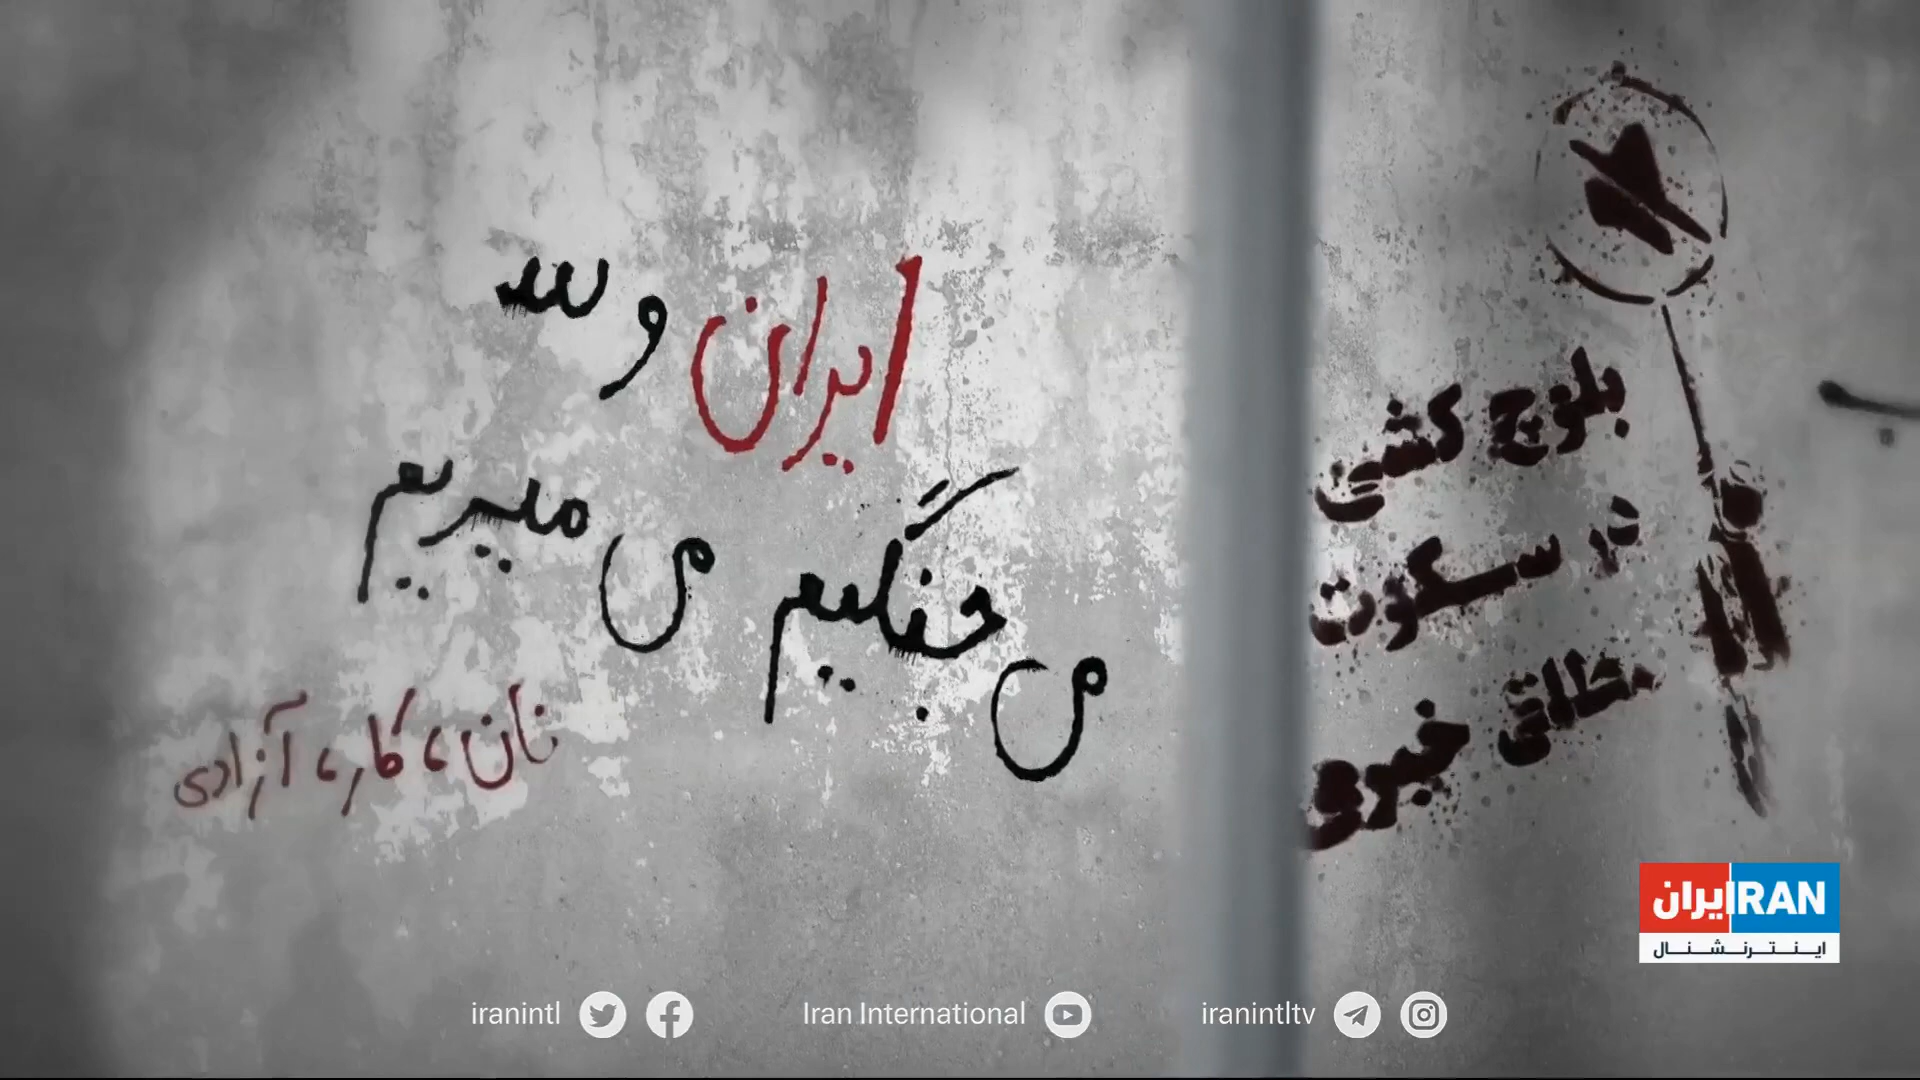 ایران
می جنگیم می میریم
نان، کار، آزادی
بلوچ کشی
در سکوت
مطلق خبری
IRAN ایران
اینترنشنال
iranintl
Iran International
iranintltv